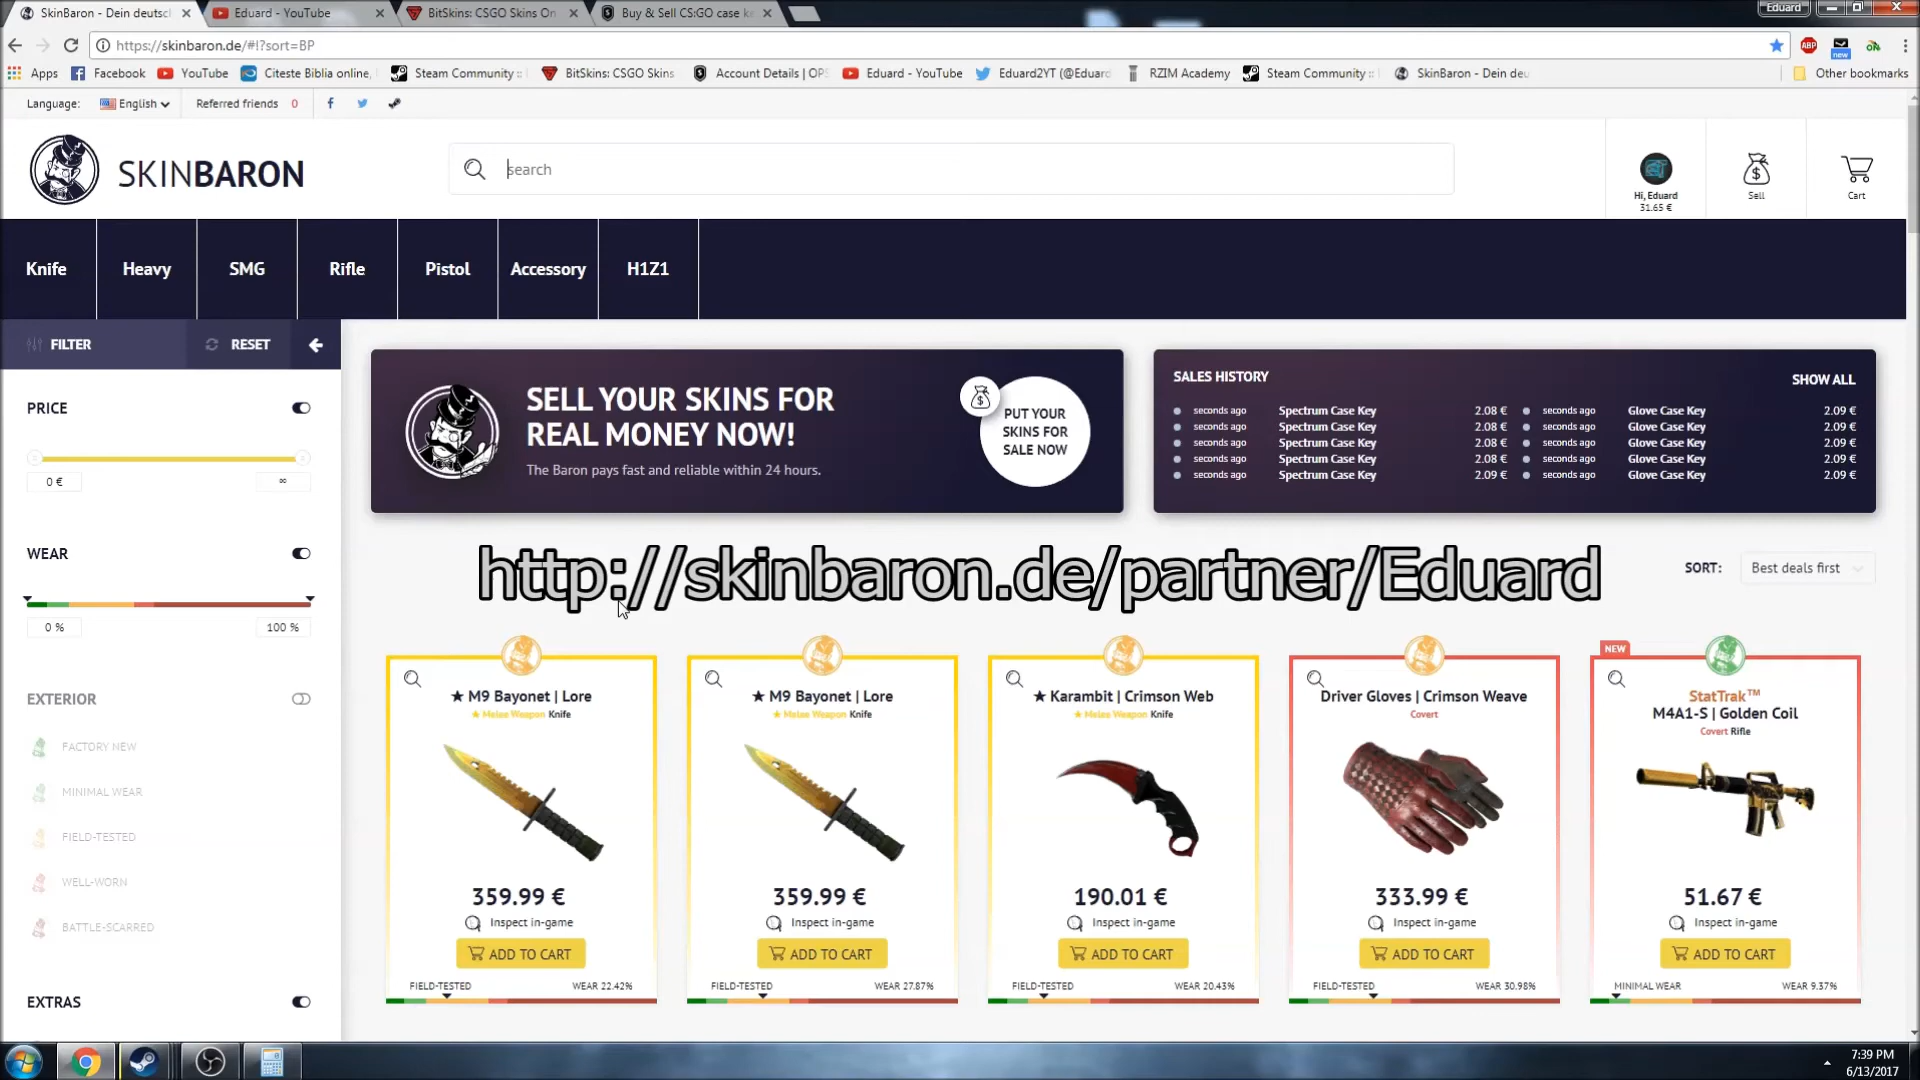 SkinBaron - Dein deutsch
Eduard - YouTube
BitSkins: CSGO Skins On
Buy & Sell CS:GO case ke
Eduard
https://skinbaron.de/#!?sort=BP
ABP
new
Apps
Facebook
YouTube
Citeste Biblia online,
Steam Community ::
BitSkins: CSGO Skins
Account Details | OPS
Eduard - YouTube
Eduard2YT (@Eduard
RZIM Academy
Steam Community ::
SkinBaron - Dein deu
Other bookmarks
Language: English Referred friends 0
SKINBARON
search
Hi, Eduard
31.65 €
Sell
Cart
Knife Heavy SMG Rifle Pistol Accessory H1Z1
FILTER RESET
PRICE
0 € ∞
WEAR
0 % 100 %
EXTERIOR
FACTORY NEW
MINIMAL WEAR
FIELD-TESTED
WELL-WORN
BATTLE-SCARRED
EXTRAS
SELL YOUR SKINS FOR
REAL MONEY NOW!
The Baron pays fast and reliable within 24 hours.
PUT YOUR
SKINS FOR
SALE NOW
SALES HISTORY SHOW ALL
seconds ago Spectrum Case Key 2.08 € seconds ago Glove Case Key 2.09 €
seconds ago Spectrum Case Key 2.08 € seconds ago Glove Case Key 2.09 €
seconds ago Spectrum Case Key 2.08 € seconds ago Glove Case Key 2.09 €
seconds ago Spectrum Case Key 2.08 € seconds ago Glove Case Key 2.09 €
seconds ago Spectrum Case Key 2.09 € seconds ago Glove Case Key 2.09 €
http://skinbaron.de/partner/Eduard
SORT: Best deals first
★ M9 Bayonet | Lore
★ Melee Weapon Knife
359.99 €
Inspect in-game
ADD TO CART
FIELD-TESTED WEAR 22.42%
★ M9 Bayonet | Lore
★ Melee Weapon Knife
359.99 €
Inspect in-game
ADD TO CART
FIELD-TESTED WEAR 27.87%
★ Karambit | Crimson Web
★ Melee Weapon Knife
190.01 €
Inspect in-game
ADD TO CART
FIELD-TESTED WEAR 20.43%
Driver Gloves | Crimson Weave
Covert
333.99 €
Inspect in-game
ADD TO CART
FIELD-TESTED WEAR 30.98%
NEW
StatTrak™
M4A1-S | Golden Coil
Covert Rifle
51.67 €
Inspect in-game
ADD TO CART
MINIMAL WEAR WEAR 9.37%
7:39 PM
6/13/2017